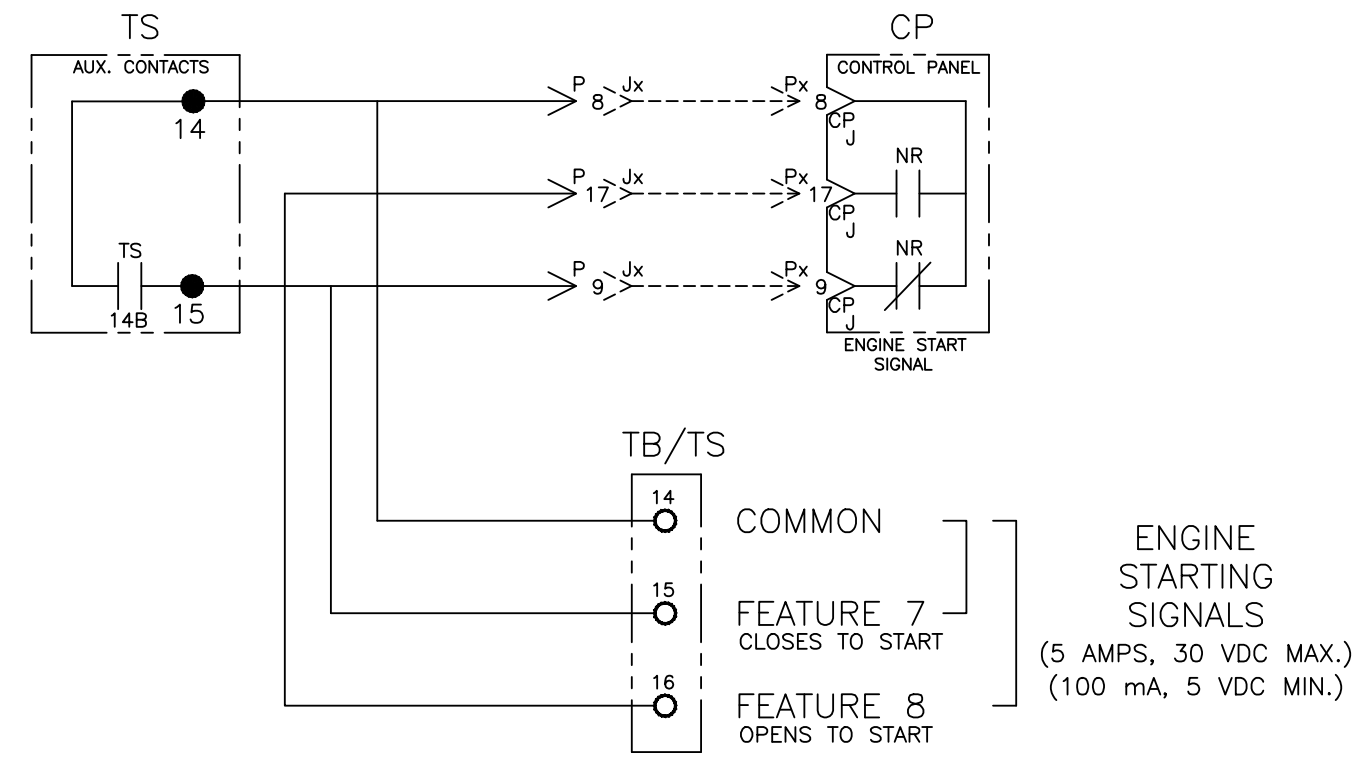 TS
AUX. CONTACTS
14
TS
14B
15
P 8 Jx
P 17 Jx
P 9 Jx
Px 8
CP J
Px 17
CP J
Px 9
CP J
CP
CONTROL PANEL
NR
NR
ENGINE START
SIGNAL
TB/TS
14
COMMON
15
FEATURE 7
CLOSES TO START
16
FEATURE 8
OPENS TO START
ENGINE
STARTING
SIGNALS
(5 AMPS, 30 VDC MAX.)
(100 mA, 5 VDC MIN.)